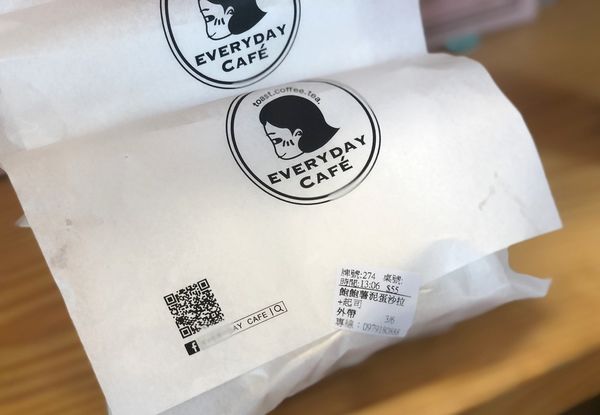 EVERYDAY
CAFÉ
toast.coffee.tea.
EVERYDAY
CAFÉ
牌號:274 桌號:
時間:13:06 $55
飽飽薯泥蛋沙拉
+起司
外帶 3/6
專線:0979180888
DAY CAFE